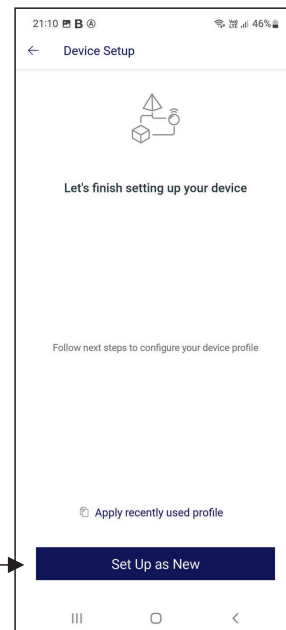 21:10 B A 46%
Device Setup
Let's finish setting up your device
Follow next steps to configure your device profile
Apply recently used profile
Set Up as New